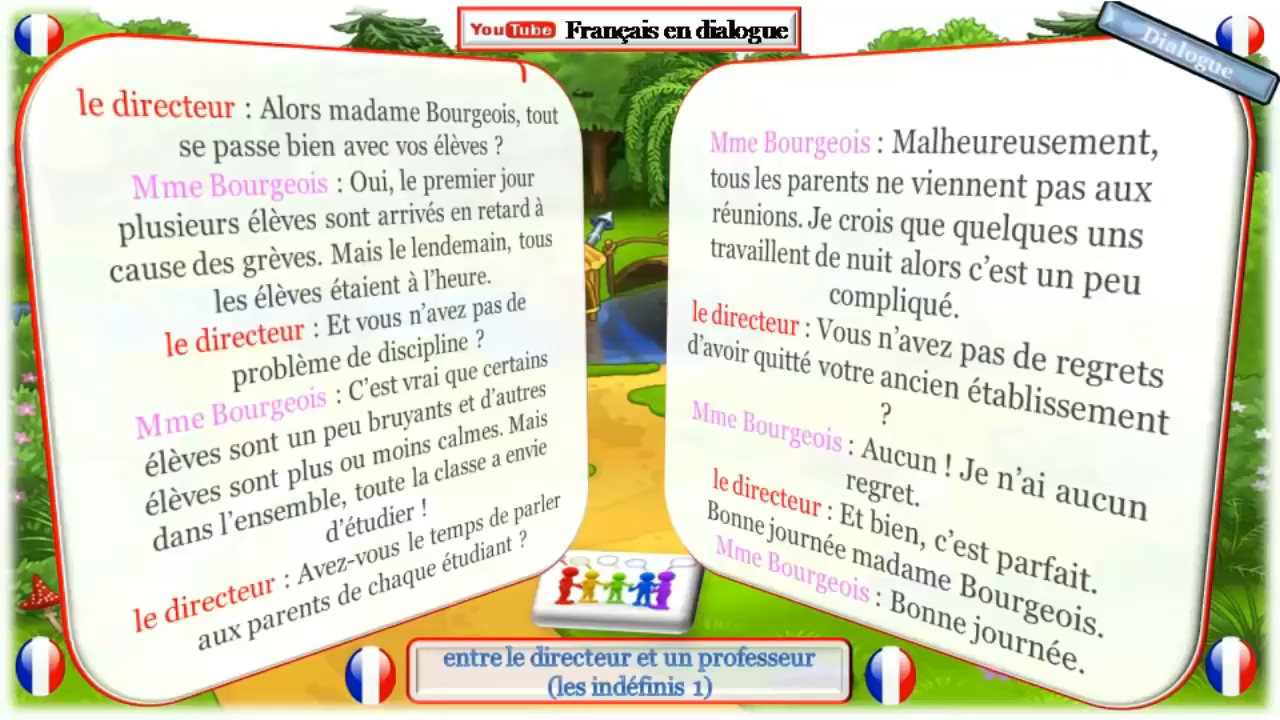 YouTube Français en dialogue
Dialogue
le directeur : Alors madame Bourgeois, tout
se passe bien avec vos élèves ?
Mme Bourgeois : Oui, le premier jour
plusieurs élèves sont arrivés en retard à
cause des grèves. Mais le lendemain, tous
les élèves étaient à l'heure.
le directeur : Et vous n'avez pas de
problème de discipline ?
Mme Bourgeois : C'est vrai que certains
élèves sont un peu bruyants et d'autres
élèves sont plus ou moins calmes. Mais
dans l'ensemble, toute la classe a envie
d'étudier !
le directeur : Avez-vous le temps de parler
aux parents de chaque étudiant ?
Mme Bourgeois : Malheureusement,
tous les parents ne viennent pas aux
réunions. Je crois que quelques uns
travaillent de nuit alors c'est un peu
compliqué.
le directeur : Vous n'avez pas de regrets
d'avoir quitté votre ancien établissement
?
Mme Bourgeois : Aucun ! Je n'ai aucun
regret.
le directeur : Et bien, c'est parfait.
Bonne journée madame Bourgeois.
Mme Bourgeois : Bonne journée.
entre le directeur et un professeur
(les indéfinis 1)